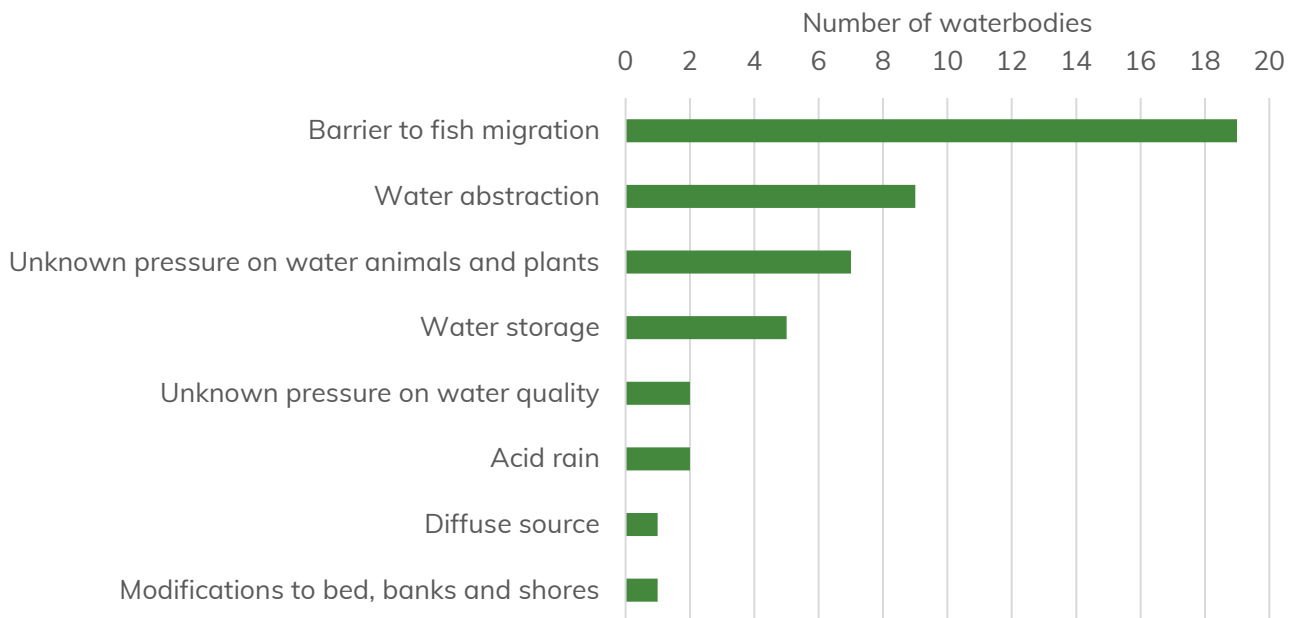 Number of waterbodies
0 2 4 6 8 10 12 14 16 18 20
Barrier to fish migration
Water abstraction
Unknown pressure on water animals and plants
Water storage
Unknown pressure on water quality
Acid rain
Diffuse source
Modifications to bed, banks and shores